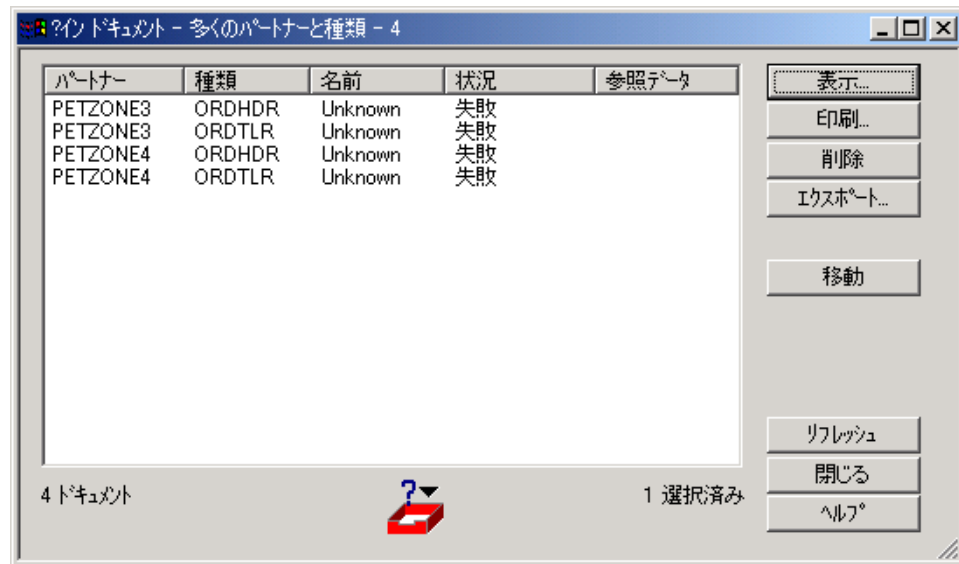 ?イン ドキュメント - 多くのパートナーと種類 - 4
パートナー 種類 名前 状況 参照データ
PETZONE3 ORDHDR Unknown 失敗
PETZONE3 ORDTLR Unknown 失敗
PETZONE4 ORDHDR Unknown 失敗
PETZONE4 ORDTLR Unknown 失敗
表示...
印刷...
削除
エクスポート...
移動
リフレッシュ
閉じる
ヘルプ
4 ドキュメント ? 1 選択済み